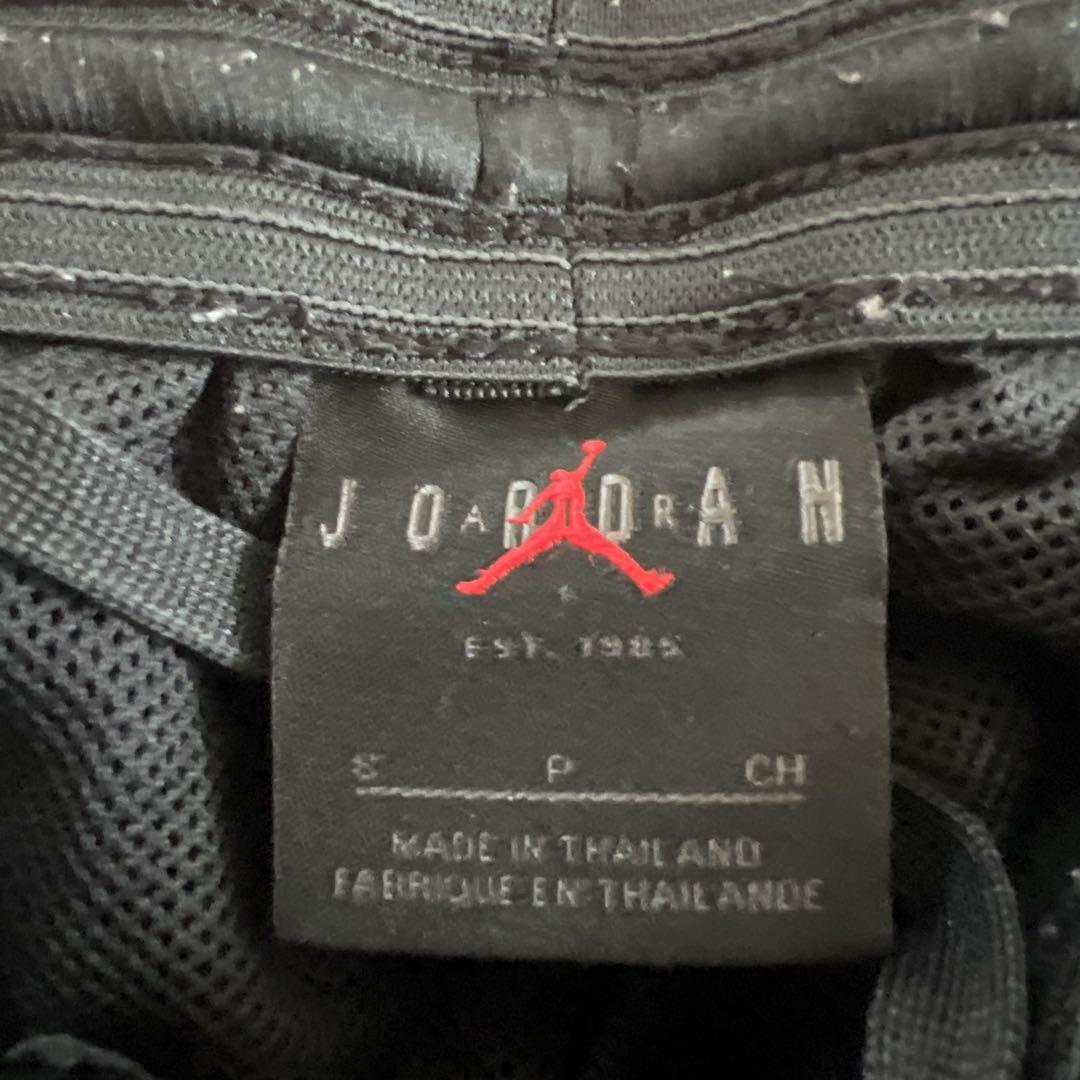 JORDAN
AIR
EST. 1985
S P CH
MADE IN THAILAND
FABRIQUE EN THAILANDE